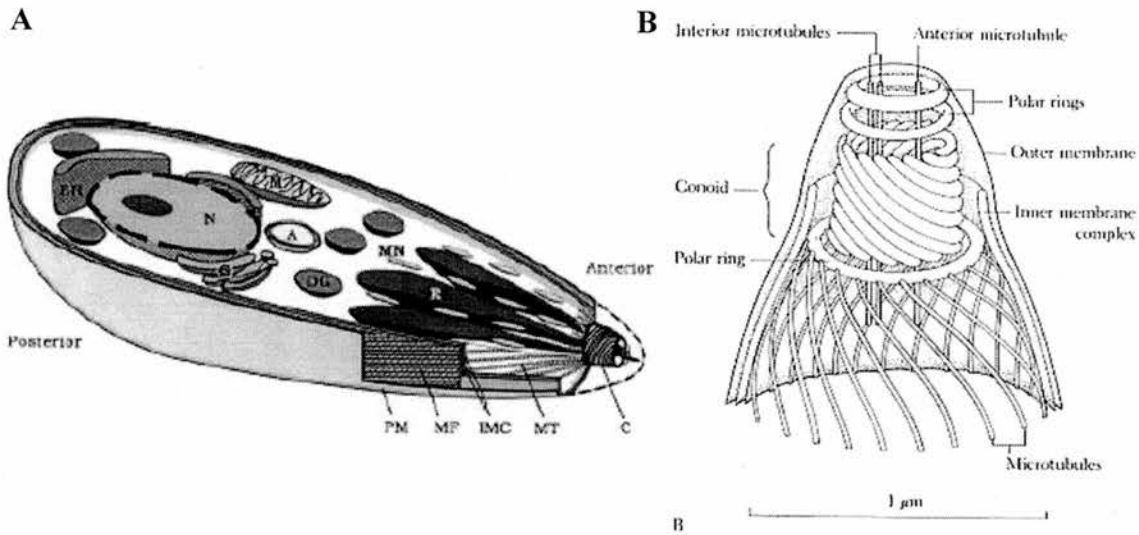 A
ER
N
M
A
G
DG
MN
R
Anterior
Posterior
PM
MF
IMC
MT
C
B
Interior microtubules
Anterior microtubule
Polar rings
Outer membrane
Conoid
Inner membrane
complex
Polar ring
Microtubules
1 μm
B